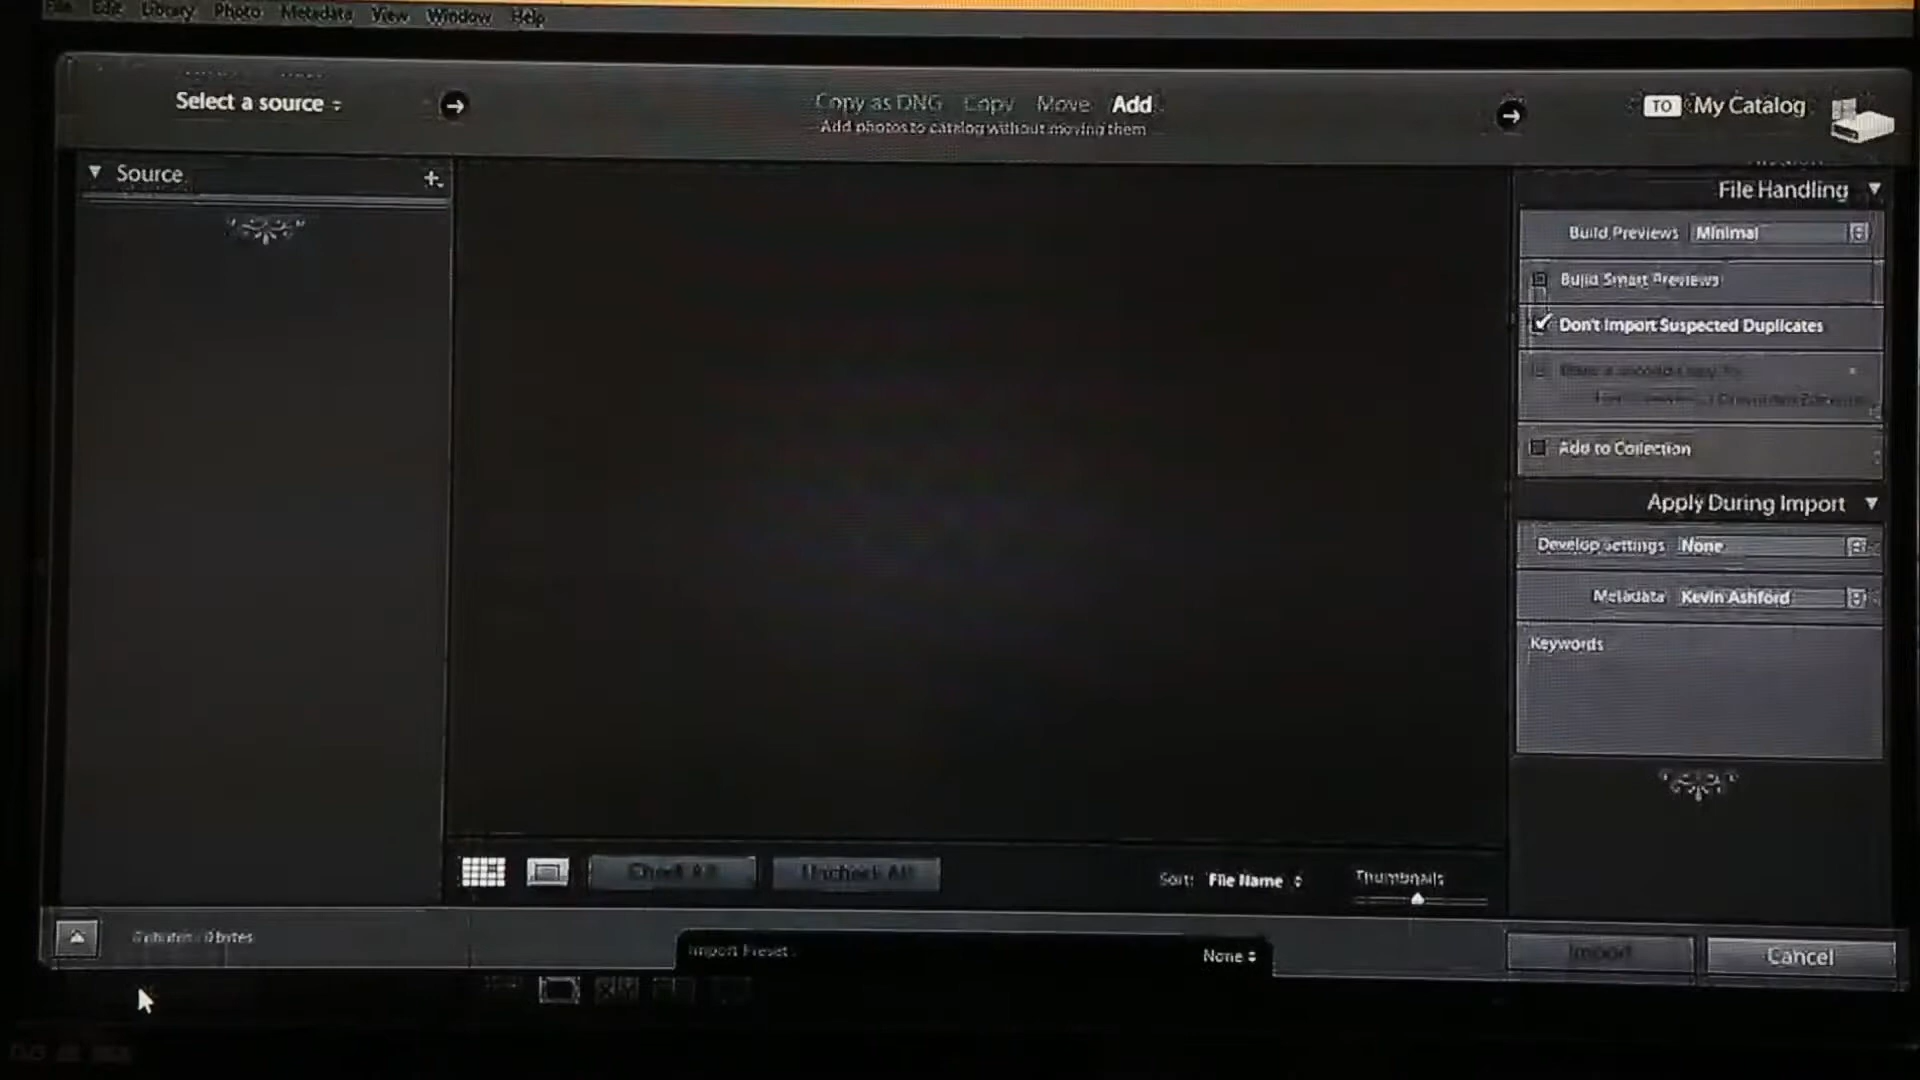 File Edit Library Photo Metadata View Window Help
Select a source
Copy as DNG Copy Move Add
Add photos to catalog without moving them
TO My Catalog
Source
File Handling
Build Previews Minimal
Build Smart Previews
Don't Import Suspected Duplicates
Add to Collection
Apply During Import
Develop Settings None
Metadata Kevin Ashford
Keywords
Check All Uncheck All
Sort: File Name Thumbnails
0 bytes
Import Preset: None
Import Cancel